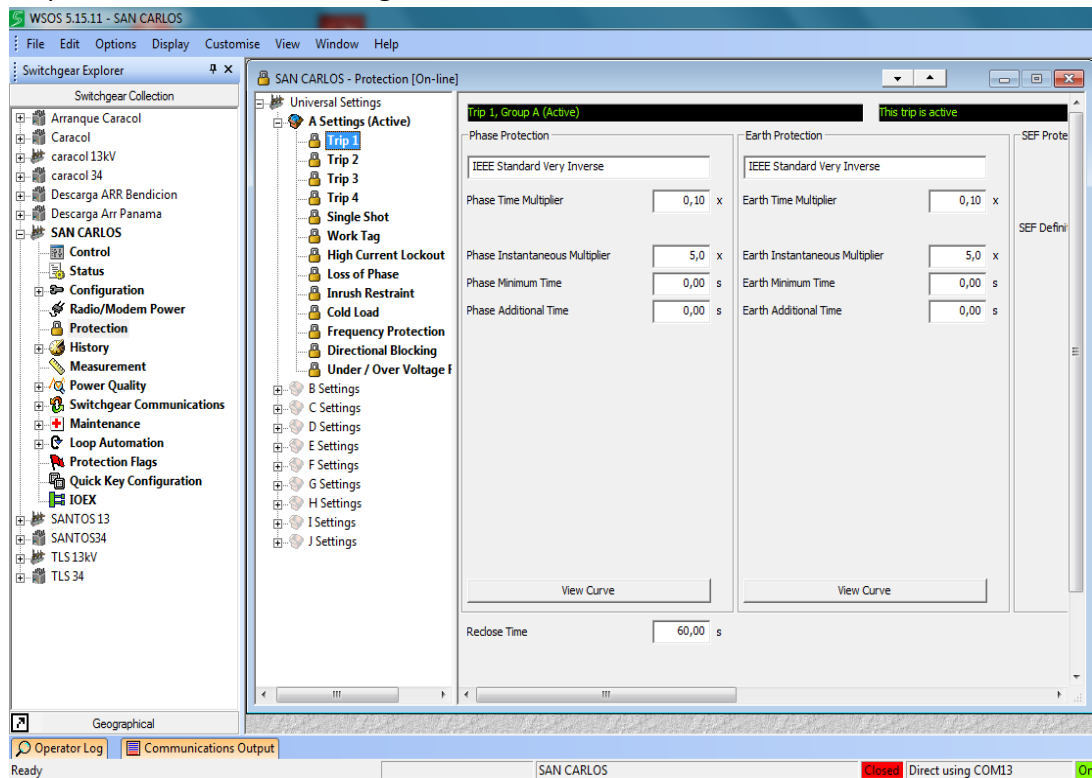 WSOS 5.15.11 - SAN CARLOS
File Edit Options Display Customise View Window Help
Switchgear Explorer
Switchgear Collection
Arranque Caracol
Caracol
caracol 13kV
caracol 34
Descarga ARR Bendicion
Descarga Arr Panama
SAN CARLOS
Control
Status
Configuration
Radio/Modem Power
Protection
History
Measurement
Power Quality
Switchgear Communications
Maintenance
Loop Automation
Protection Flags
Quick Key Configuration
IOEX
SANTOS 13
SANTOS34
TLS 13kV
TLS 34
Geographical
SAN CARLOS - Protection [On-line]
Universal Settings
A Settings (Active)
Trip 1
Trip 2
Trip 3
Trip 4
Single Shot
Work Tag
High Current Lockout
Loss of Phase
Inrush Restraint
Cold Load
Frequency Protection
Directional Blocking
Under / Over Voltage F
B Settings
C Settings
D Settings
E Settings
F Settings
G Settings
H Settings
I Settings
J Settings
Trip 1, Group A (Active) This trip is active
Phase Protection
IEEE Standard Very Inverse
Phase Time Multiplier 0,10 x
Phase Instantaneous Multiplier 5,0 x
Phase Minimum Time 0,00 s
Phase Additional Time 0,00 s
View Curve
Earth Protection
IEEE Standard Very Inverse
Earth Time Multiplier 0,10 x
Earth Instantaneous Multiplier 5,0 x
Earth Minimum Time 0,00 s
Earth Additional Time 0,00 s
View Curve
SEF Prote
SEF Defini
Reclose Time 60,00 s
Operator Log Communications Output
Ready SAN CARLOS Closed Direct using COM13 On